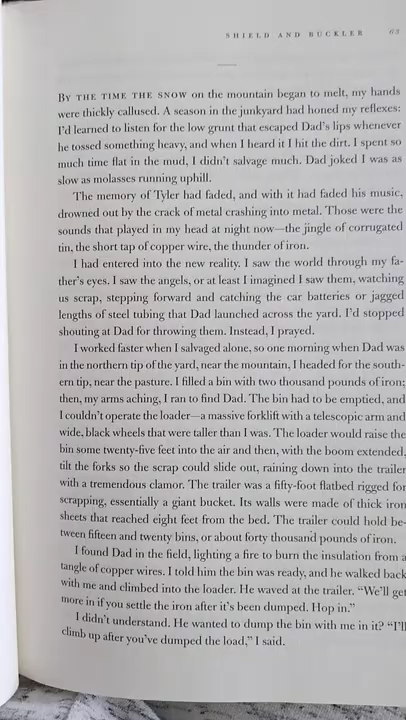 SHIELD AND BUCKLER 63
BY THE TIME THE SNOW on the mountain began to melt, my hands
were thickly callused. A season in the junkyard had honed my reflexes:
I'd learned to listen for the low grunt that escaped Dad's lips whenever
he tossed something heavy, and when I heard it I hit the dirt. I spent so
much time flat in the mud, I didn't salvage much. Dad joked I was as
slow as molasses running uphill.
The memory of Tyler had faded, and with it had faded his music,
drowned out by the crack of metal crashing into metal. Those were the
sounds that played in my head at night now—the jingle of corrugated
tin, the short tap of copper wire, the thunder of iron.
I had entered into the new reality. I saw the world through my fa-
ther's eyes. I saw the angels, or at least I imagined I saw them, watching
us scrap, stepping forward and catching the car batteries or jagged
lengths of steel tubing that Dad launched across the yard. I'd stopped
shouting at Dad for throwing them. Instead, I prayed.
I worked faster when I salvaged alone, so one morning when Dad was
in the northern tip of the yard, near the mountain, I headed for the south-
ern tip, near the pasture. I filled a bin with two thousand pounds of iron;
then, my arms aching, I ran to find Dad. The bin had to be emptied, and
I couldn't operate the loader—a massive forklift with a telescopic arm and
wide, black wheels that were taller than I was. The loader would raise the
bin some twenty-five feet into the air and then, with the boom extended,
tilt the forks so the scrap could slide out, raining down into the trailer
with a tremendous clamor. The trailer was a fifty-foot flatbed rigged for
scrapping, essentially a giant bucket. Its walls were made of thick iron
sheets that reached eight feet from the bed. The trailer could hold be-
tween fifteen and twenty bins, or about forty thousand pounds of iron.
I found Dad in the field, lighting a fire to burn the insulation from a
tangle of copper wires. I told him the bin was ready, and he walked back
with me and climbed into the loader. He waved at the trailer. "We'll get
more in if you settle the iron after it's been dumped. Hop in."
I didn't understand. He wanted to dump the bin with me in it? "I'll
climb up after you've dumped the load," I said.